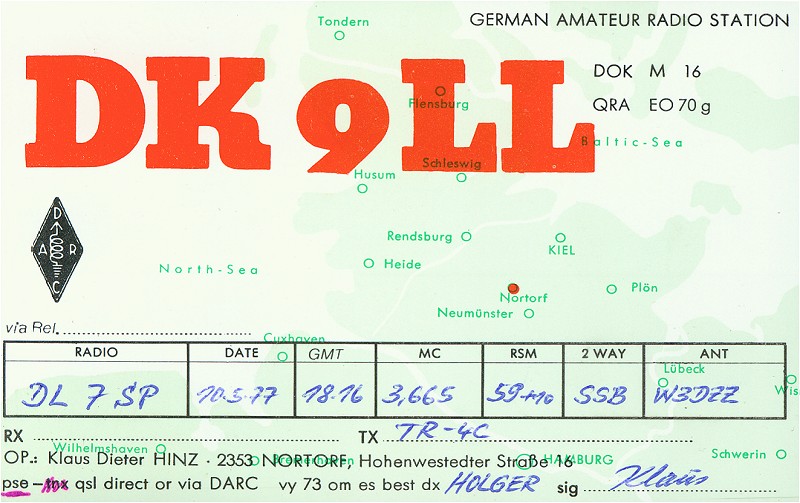 GERMAN AMATEUR RADIO STATION
Tondern
DK9LL
DOK M 16
QRA EO 70 g
Flensburg
Baltic-Sea
Schleswig
Husum
D
A R
C
Rendsburg
KIEL
North-Sea
Heide
Nortorf
Plön
Neumünster
via Rel.
Cuxhaven
RADIO DATE GMT MC RSM 2 WAY ANT
Lübeck
DL 7 SP 10.5.77 18.16 3,665 59+10 SSB W3DZZ
Wis
RX TX TR-4C
Wilhelmshaven Bremerhaven HAMBURG Schwerin
OP.: Klaus Dieter HINZ · 2353 NORTORF, Hohenwestedter Straße 16
pse - tnx qsl direct or via DARC vy 73 om es best dx HOLGER sig Klaus